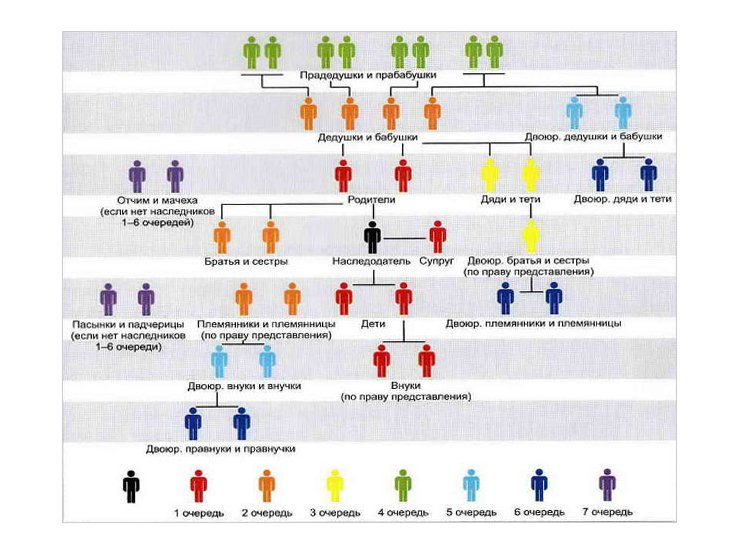 Прадедушки и прабабушки
Дедушки и бабушки
Двоюр. дедушки и бабушки
Отчим и мачеха
(если нет наследников
1–6 очередей)
Родители
Дяди и тети
Двоюр. дяди и тети
Братья и сестры
Наследодатель
Супруг
Двоюр. братья и сестры
(по праву представления)
Пасынки и падчерицы
(если нет наследников
1–6 очереди)
Племянники и племянницы
(по праву представления)
Дети
Двоюр. племянники и племянницы
Двоюр. внуки и внучки
Внуки
(по праву представления)
Двоюр. правнуки и правнучки
1 очередь
2 очередь
3 очередь
4 очередь
5 очередь
6 очередь
7 очередь